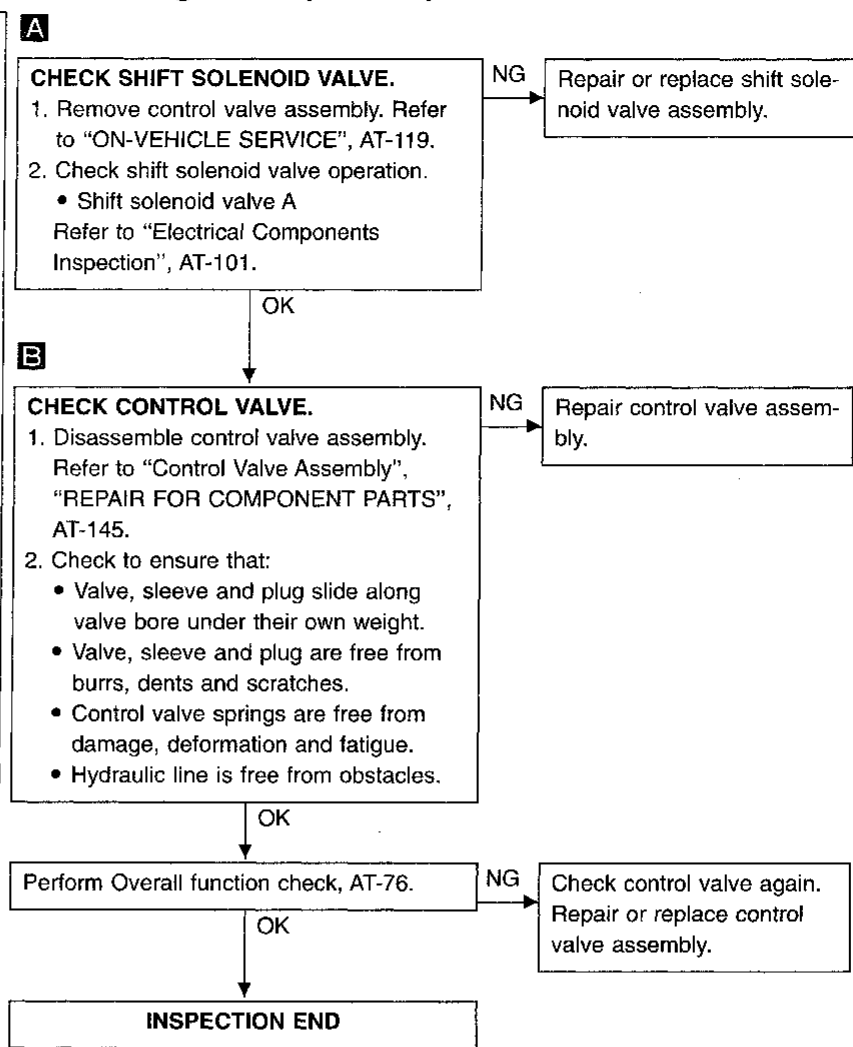 A
CHECK SHIFT SOLENOID VALVE.
1. Remove control valve assembly. Refer
to “ON-VEHICLE SERVICE”, AT-119.
2. Check shift solenoid valve operation.
• Shift solenoid valve A
Refer to “Electrical Components
Inspection”, AT-101.
NG
Repair or replace shift sole-
noid valve assembly.
OK
B
CHECK CONTROL VALVE.
1. Disassemble control valve assembly.
Refer to “Control Valve Assembly”,
“REPAIR FOR COMPONENT PARTS”,
AT-145.
2. Check to ensure that:
• Valve, sleeve and plug slide along
valve bore under their own weight.
• Valve, sleeve and plug are free from
burrs, dents and scratches.
• Control valve springs are free from
damage, deformation and fatigue.
• Hydraulic line is free from obstacles.
NG
Repair control valve assem-
bly.
OK
Perform Overall function check, AT-76.
NG
Check control valve again.
Repair or replace control
valve assembly.
OK
INSPECTION END